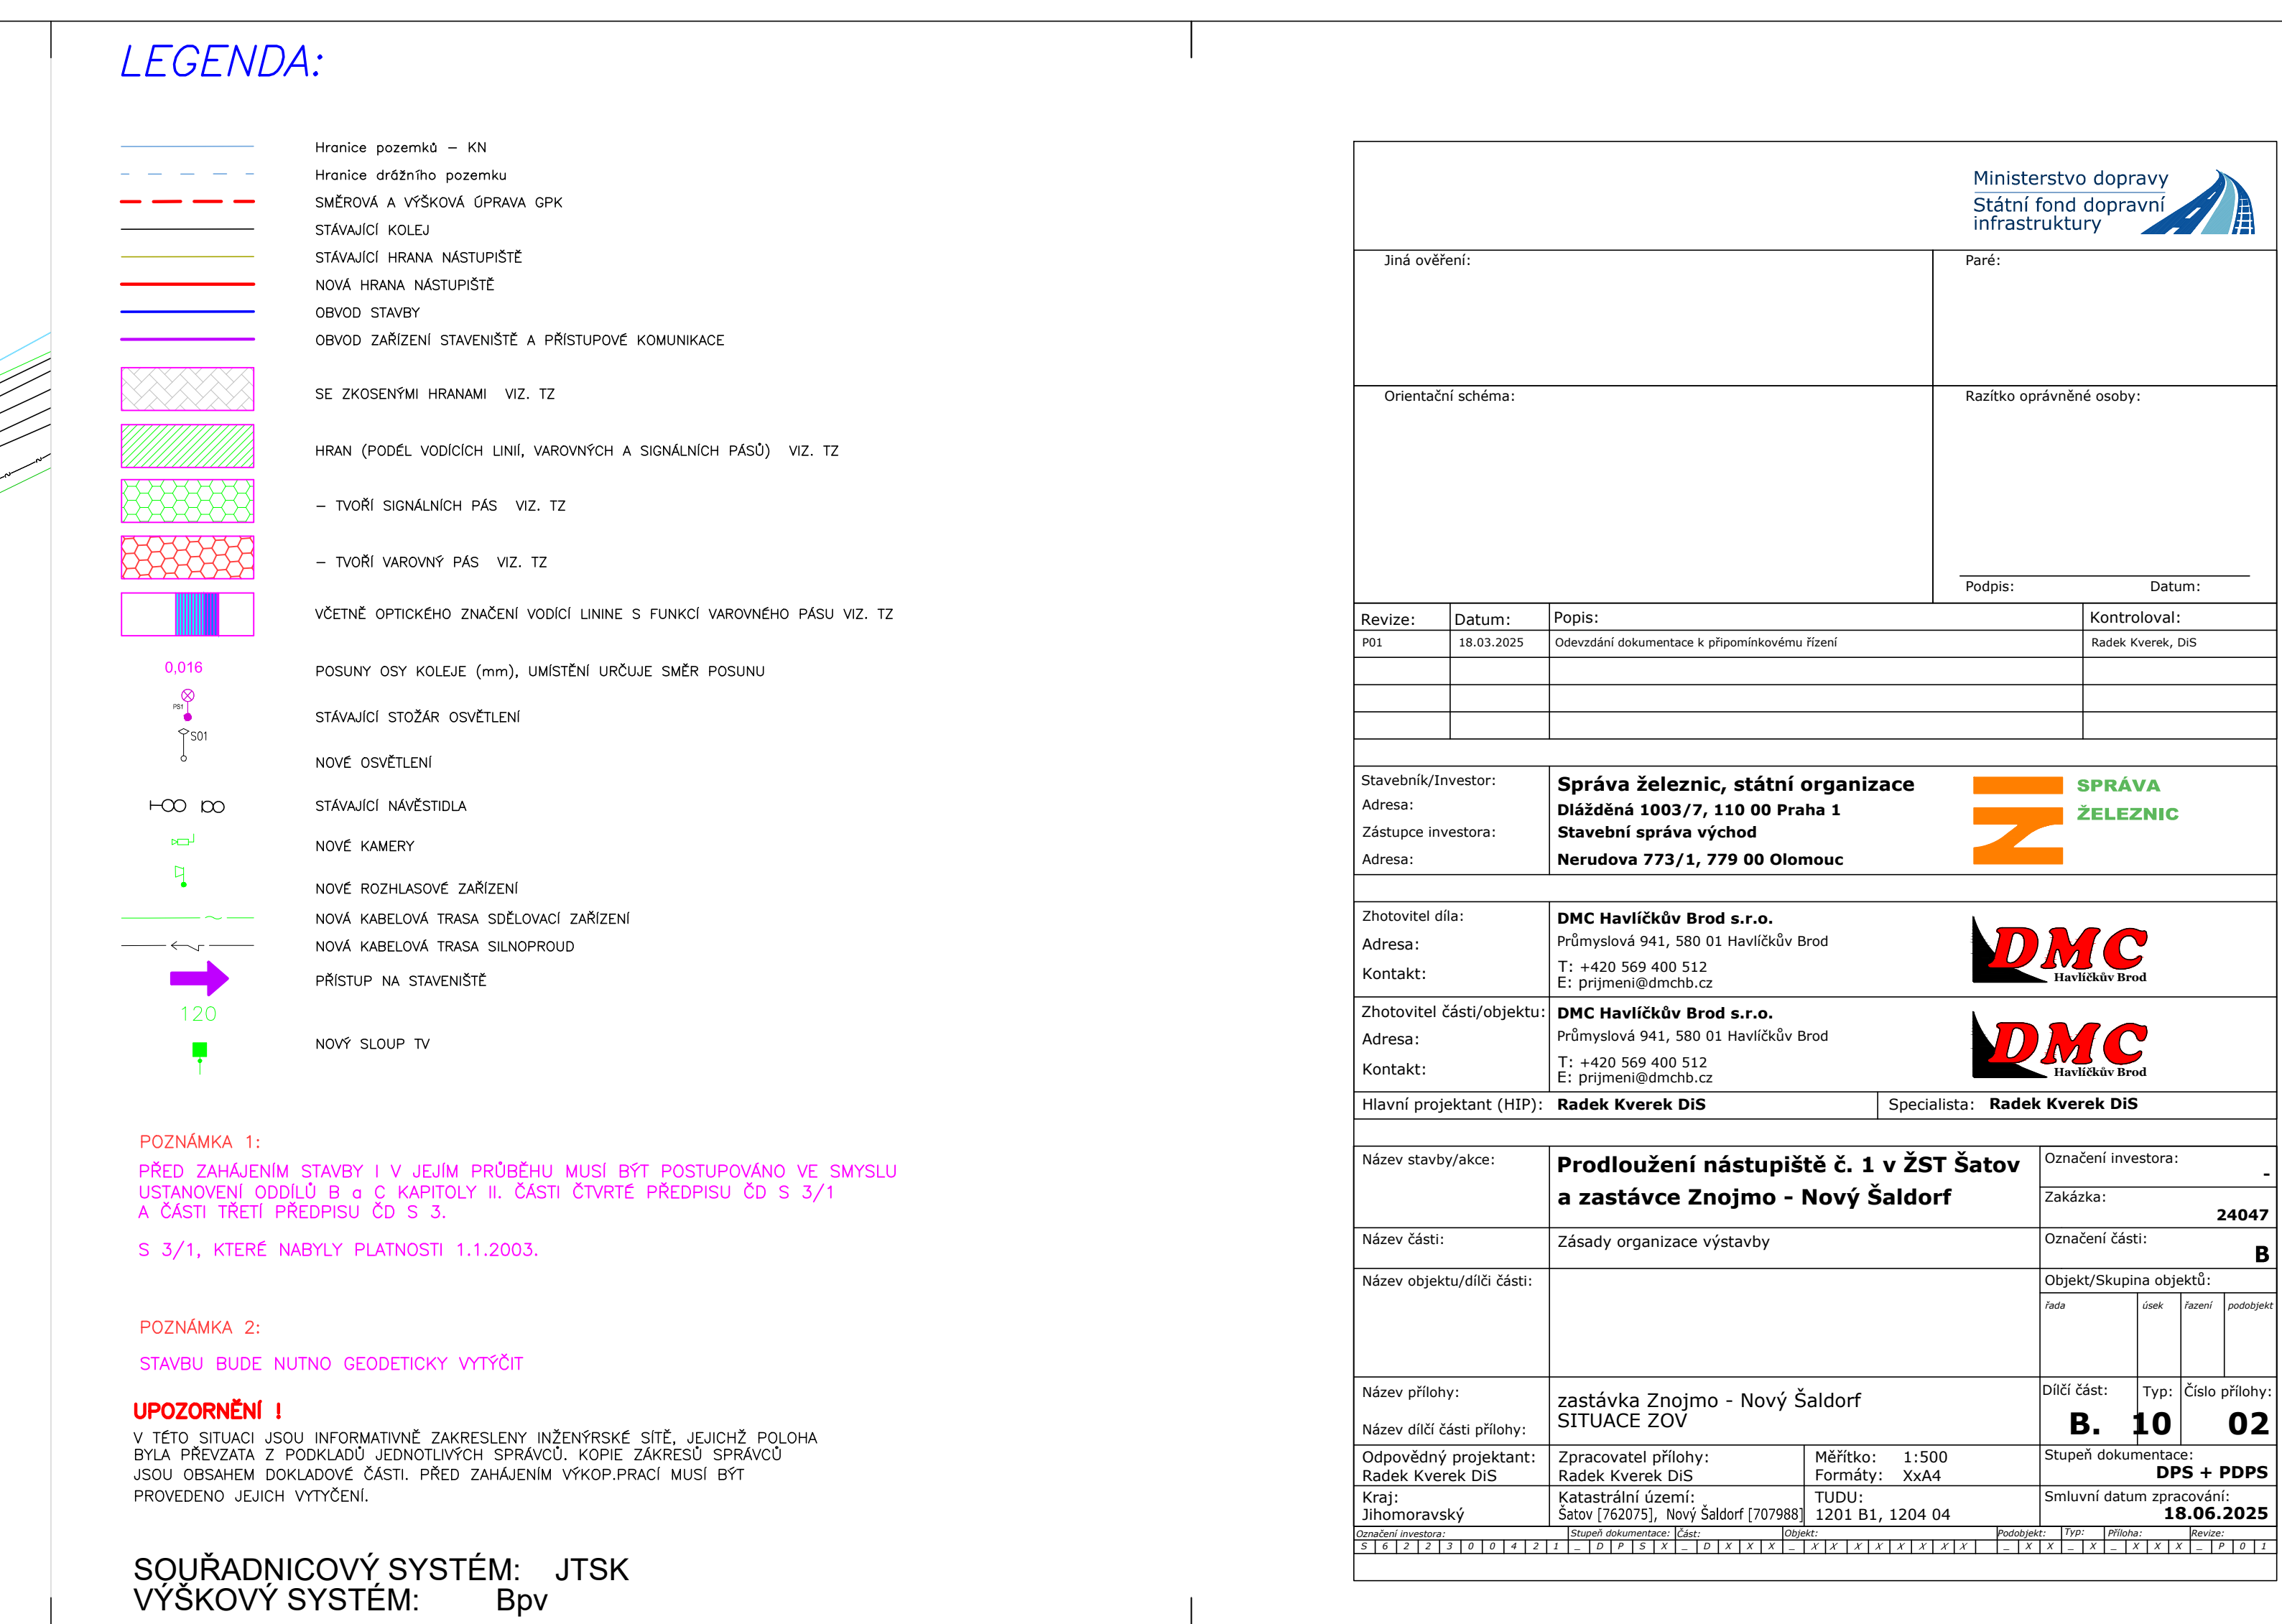 LEGENDA:
Hranice pozemků – KN
Hranice drážního pozemku
SMĚROVÁ A VÝŠKOVÁ ÚPRAVA GPK
STÁVAJÍCÍ KOLEJ
STÁVAJÍCÍ HRANA NÁSTUPIŠTĚ
NOVÁ HRANA NÁSTUPIŠTĚ
OBVOD STAVBY
OBVOD ZAŘÍZENÍ STAVENIŠTĚ A PŘÍSTUPOVÉ KOMUNIKACE
SE ZKOSENÝMI HRANAMI VIZ. TZ
HRAN (PODÉL VODÍCÍCH LINIÍ, VAROVNÝCH A SIGNÁLNÍCH PÁSŮ) VIZ. TZ
– TVOŘÍ SIGNÁLNÍCH PÁS VIZ. TZ
– TVOŘÍ VAROVNÝ PÁS VIZ. TZ
VČETNĚ OPTICKÉHO ZNAČENÍ VODÍCÍ LININE S FUNKCÍ VAROVNÉHO PÁSU VIZ. TZ
0,016
POSUNY OSY KOLEJE (mm), UMÍSTĚNÍ URČUJE SMĚR POSUNU
PS1
STÁVAJÍCÍ STOŽÁR OSVĚTLENÍ
S01
NOVÉ OSVĚTLENÍ
STÁVAJÍCÍ NÁVĚSTIDLA
NOVÉ KAMERY
NOVÉ ROZHLASOVÉ ZAŘÍZENÍ
NOVÁ KABELOVÁ TRASA SDĚLOVACÍ ZAŘÍZENÍ
NOVÁ KABELOVÁ TRASA SILNOPROUD
PŘÍSTUP NA STAVENIŠTĚ
120
NOVÝ SLOUP TV
POZNÁMKA 1:
PŘED ZAHÁJENÍM STAVBY I V JEJÍM PRŮBĚHU MUSÍ BÝT POSTUPOVÁNO VE SMYSLU
USTANOVENÍ ODDÍLŮ B a C KAPITOLY II. ČÁSTI ČTVRTÉ PŘEDPISU ČD S 3/1
A ČÁSTI TŘETÍ PŘEDPISU ČD S 3.
S 3/1, KTERÉ NABYLY PLATNOSTI 1.1.2003.
POZNÁMKA 2:
STAVBU BUDE NUTNO GEODETICKY VYTÝČIT
UPOZORNĚNÍ !
V TÉTO SITUACI JSOU INFORMATIVNĚ ZAKRESLENY INŽENÝRSKÉ SÍTĚ, JEJICHŽ POLOHA
BYLA PŘEVZATA Z PODKLADŮ JEDNOTLIVÝCH SPRÁVCŮ. KOPIE ZÁKRESŮ SPRÁVCŮ
JSOU OBSAHEM DOKLADOVÉ ČÁSTI. PŘED ZAHÁJENÍM VÝKOP.PRACÍ MUSÍ BÝT
PROVEDENO JEJICH VYTYČENÍ.
SOUŘADNICOVÝ SYSTÉM: JTSK
VÝŠKOVÝ SYSTÉM: Bpv
Ministerstvo dopravy
Státní fond dopravní
infrastruktury
Jiná ověření: Paré:
Orientační schéma: Razítko oprávněné osoby:
Podpis: Datum:
Revize: Datum: Popis: Kontroloval:
P01 18.03.2025 Odevzdání dokumentace k připomínkovému řízení Radek Kverek, DiS
Stavebník/Investor: Správa železnic, státní organizace
Adresa: Dlážděná 1003/7, 110 00 Praha 1
Zástupce investora: Stavební správa východ
Adresa: Nerudova 773/1, 779 00 Olomouc
SPRÁVA
ŽELEZNIC
Zhotovitel díla: DMC Havlíčkův Brod s.r.o.
Adresa: Průmyslová 941, 580 01 Havlíčkův Brod
Kontakt: T: +420 569 400 512
E: prijmeni@dmchb.cz
DMC
Havlíčkův Brod
Zhotovitel části/objektu: DMC Havlíčkův Brod s.r.o.
Adresa: Průmyslová 941, 580 01 Havlíčkův Brod
Kontakt: T: +420 569 400 512
E: prijmeni@dmchb.cz
DMC
Havlíčkův Brod
Hlavní projektant (HIP): Radek Kverek DiS Specialista: Radek Kverek DiS
Název stavby/akce: Prodloužení nástupiště č. 1 v ŽST Šatov
a zastávce Znojmo - Nový Šaldorf
Označení investora:
-
Zakázka:
24047
Název části: Zásady organizace výstavby
Označení části:
B
Název objektu/dílči části:
Objekt/Skupina objektů:
řada úsek řazení podobjekt
Název přílohy: zastávka Znojmo - Nový Šaldorf
Název dílčí části přílohy: SITUACE ZOV
Dílčí část: Typ: Číslo přílohy:
B. 10 02
Odpovědný projektant: Zpracovatel přílohy: Měřítko: 1:500
Radek Kverek DiS Radek Kverek DiS Formáty: XxA4
Stupeň dokumentace:
DPS + PDPS
Kraj: Katastrální území: TUDU:
Jihomoravský Šatov [762075], Nový Šaldorf [707988] 1201 B1, 1204 04
Smluvní datum zpracování:
18.06.2025
Označení investora: Stupeň dokumentace: Část: Objekt: Podobjekt: Typ: Příloha: Revize:
S 6 2 2 3 0 0 4 2 1 _ D P S X _ D X X X _ X X X X X X X X _ X X _ X _ X X X _ P 0 1